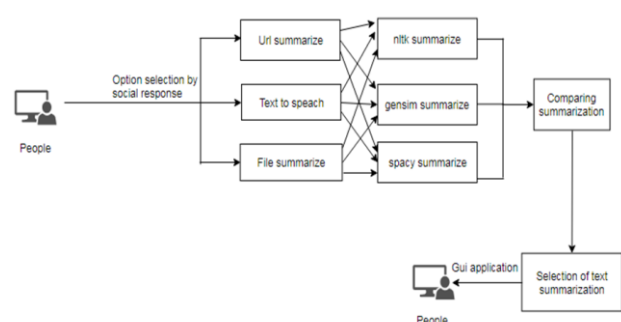 Url summarize
nltk summarize
Option selection by
social response
Text to speach
gensim summarize
Comparing
summarization
People
File summarize
spacy summarize
Gui application
Selection of text
summarization
People